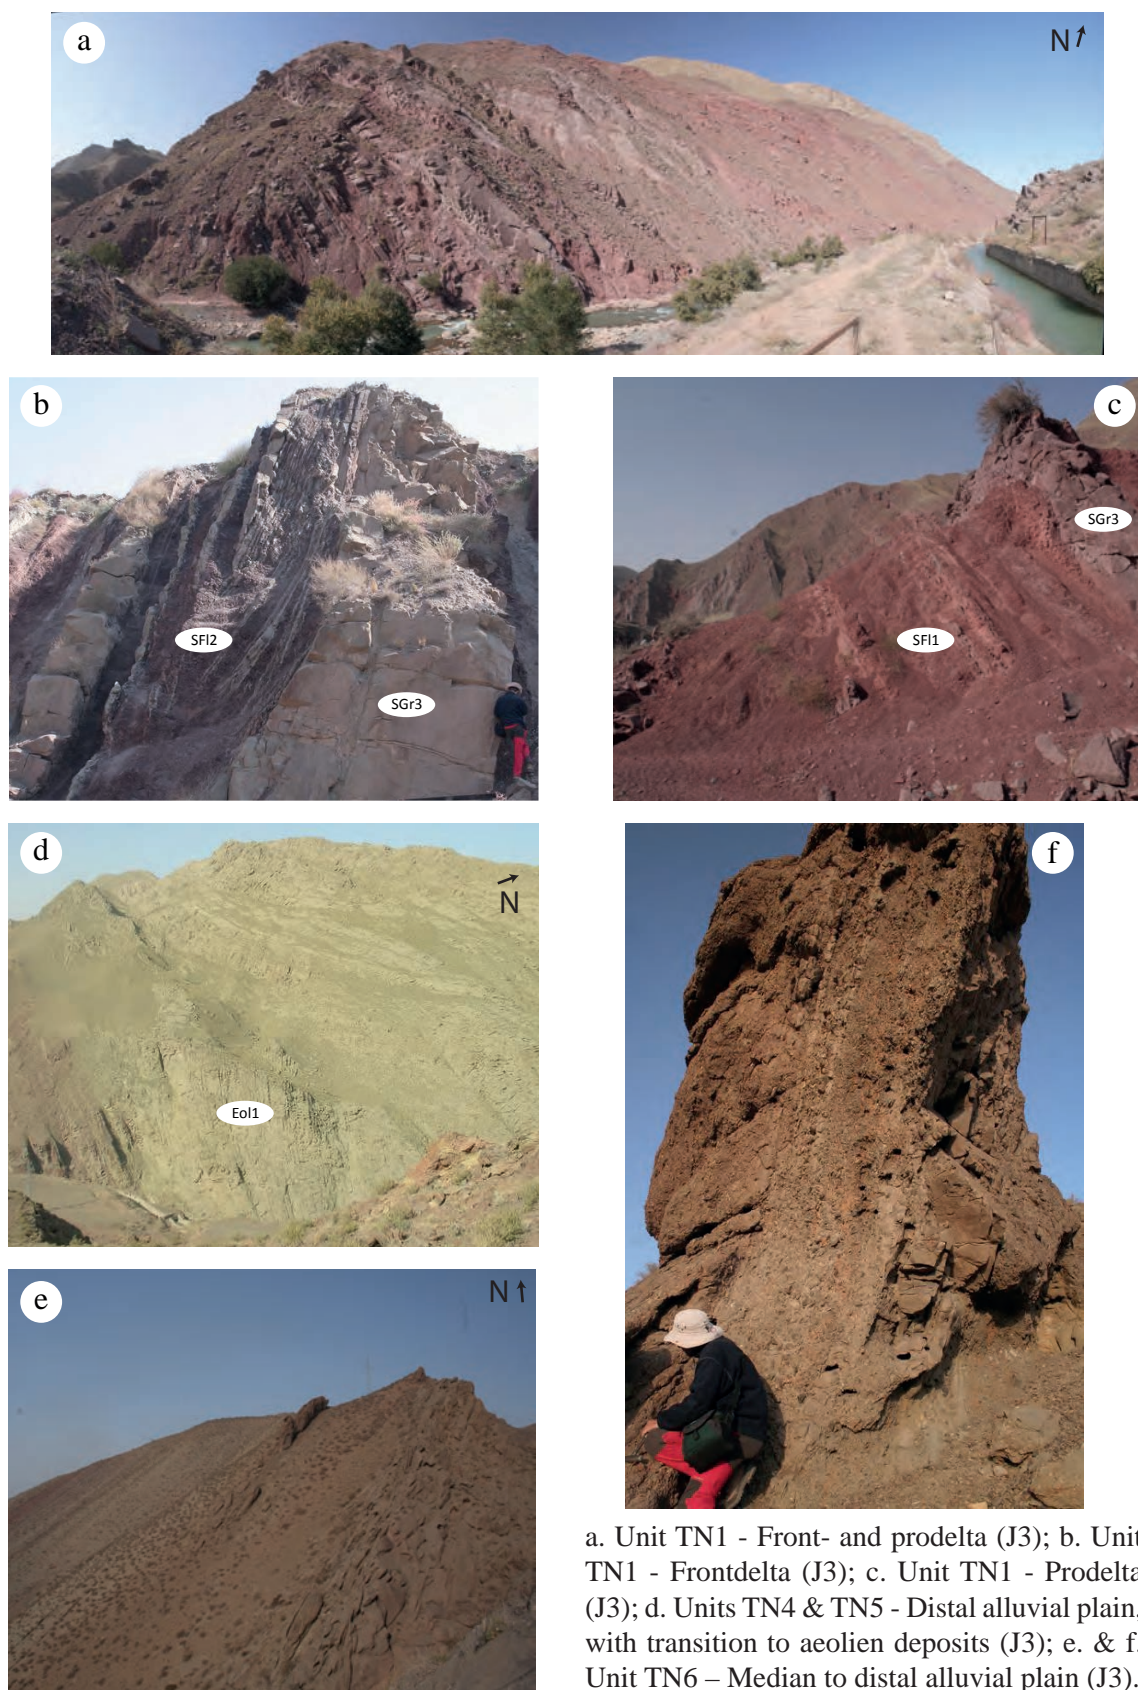 a
N
b
SFl2
SGr3
c
SGr3
SFl1
d
N
Eol1
e
N
f
a. Unit TN1 - Front- and prodelta (J3); b. Unit
TN1 - Frontdelta (J3); c. Unit TN1 - Prodelta
(J3); d. Units TN4 & TN5 - Distal alluvial plain,
with transition to aeolien deposits (J3); e. & f.
Unit TN6 – Median to distal alluvial plain (J3).